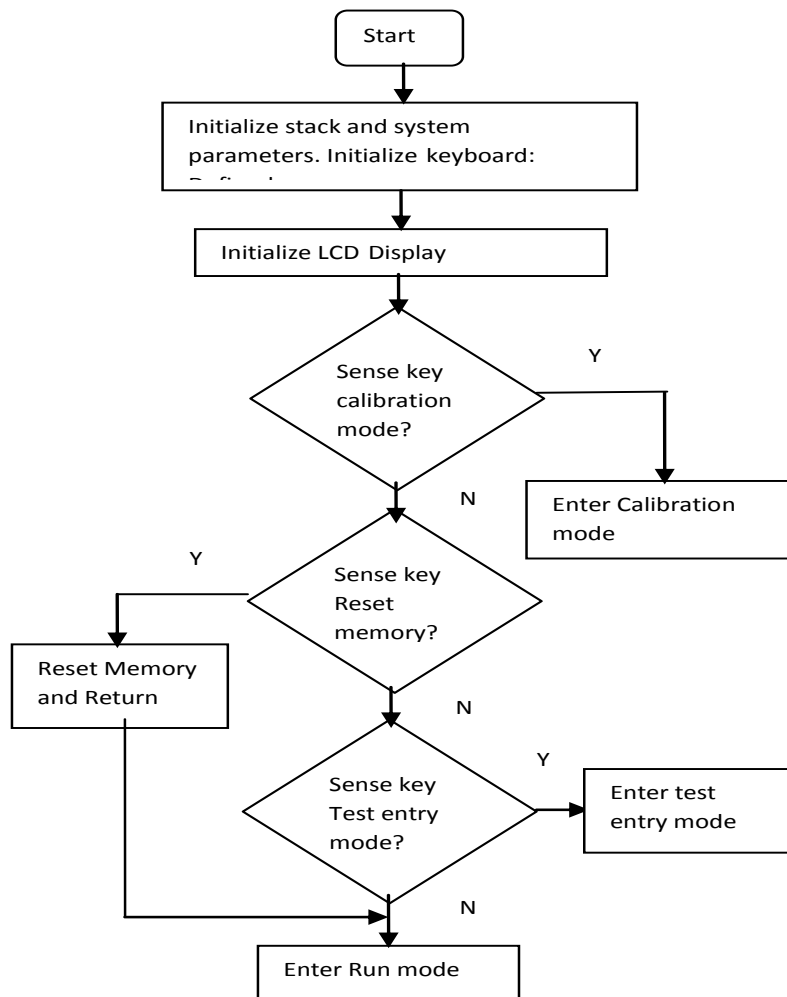 Start
Initialize stack and system
parameters. Initialize keyboard:
Initialize LCD Display
Sense key
calibration
mode?
Y
N
Enter Calibration
mode
Y
Sense key
Reset
memory?
Reset Memory
and Return
N
Sense key
Test entry
mode?
Y
Enter test
entry mode
N
Enter Run mode